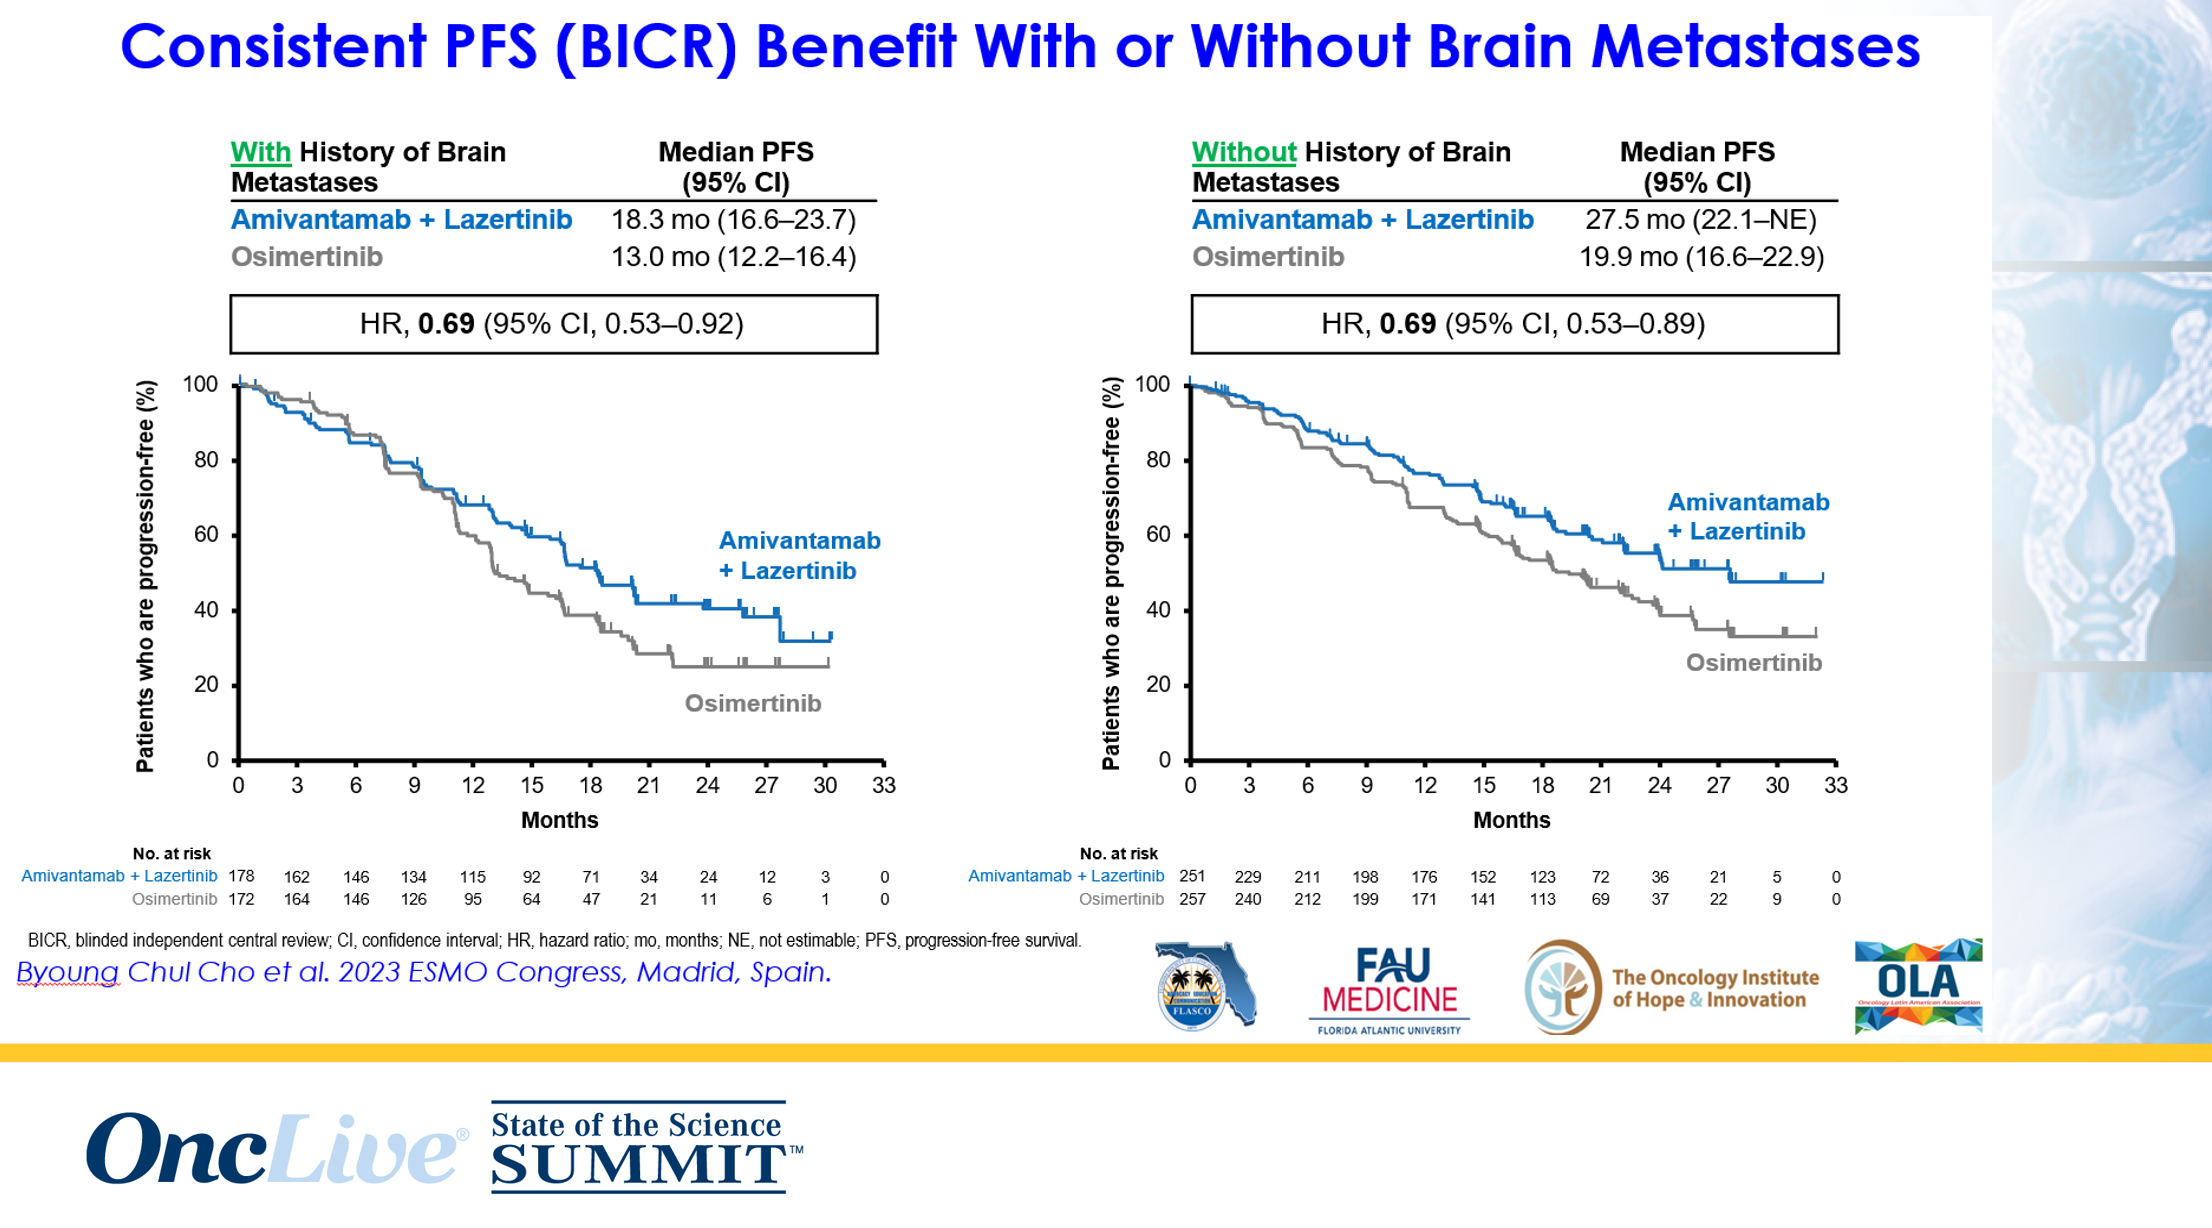 Consistent PFS (BICR) Benefit With or Without Brain Metastases
With History of Brain Metastases
Median PFS (95% CI)
Amivantamab + Lazertinib 18.3 mo (16.6–23.7)
Osimertinib 13.0 mo (12.2–16.4)
HR, 0.69 (95% CI, 0.53–0.92)
Patients who are progression-free (%)
100
80
60
40
20
0
Amivantamab
+ Lazertinib
Osimertinib
0 3 6 9 12 15 18 21 24 27 30 33
Months
No. at risk
Amivantamab + Lazertinib 178 162 146 134 115 92 71 34 24 12 3 0
Osimertinib 172 164 146 126 95 64 47 21 11 6 1 0
Without History of Brain Metastases
Median PFS (95% CI)
Amivantamab + Lazertinib 27.5 mo (22.1–NE)
Osimertinib 19.9 mo (16.6–22.9)
HR, 0.69 (95% CI, 0.53–0.89)
Patients who are progression-free (%)
100
80
60
40
20
0
Amivantamab
+ Lazertinib
Osimertinib
0 3 6 9 12 15 18 21 24 27 30 33
Months
No. at risk
Amivantamab + Lazertinib 251 229 211 198 176 152 123 72 36 21 5 0
Osimertinib 257 240 212 199 171 141 113 69 37 22 9 0
BICR, blinded independent central review; CI, confidence interval; HR, hazard ratio; mo, months; NE, not estimable; PFS, progression-free survival.
Byoung Chul Cho et al. 2023 ESMO Congress, Madrid, Spain.
ADVOCACY EDUCATION
COMMUNICATION
FLASCO
FAU
MEDICINE
FLORIDA ATLANTIC UNIVERSITY
The Oncology Institute
of Hope & Innovation
OLA
Oncology Latin American Association
OncLive®
State of the Science
SUMMIT™